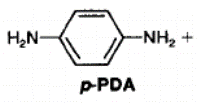 H₂N NH₂ +
p-PDA